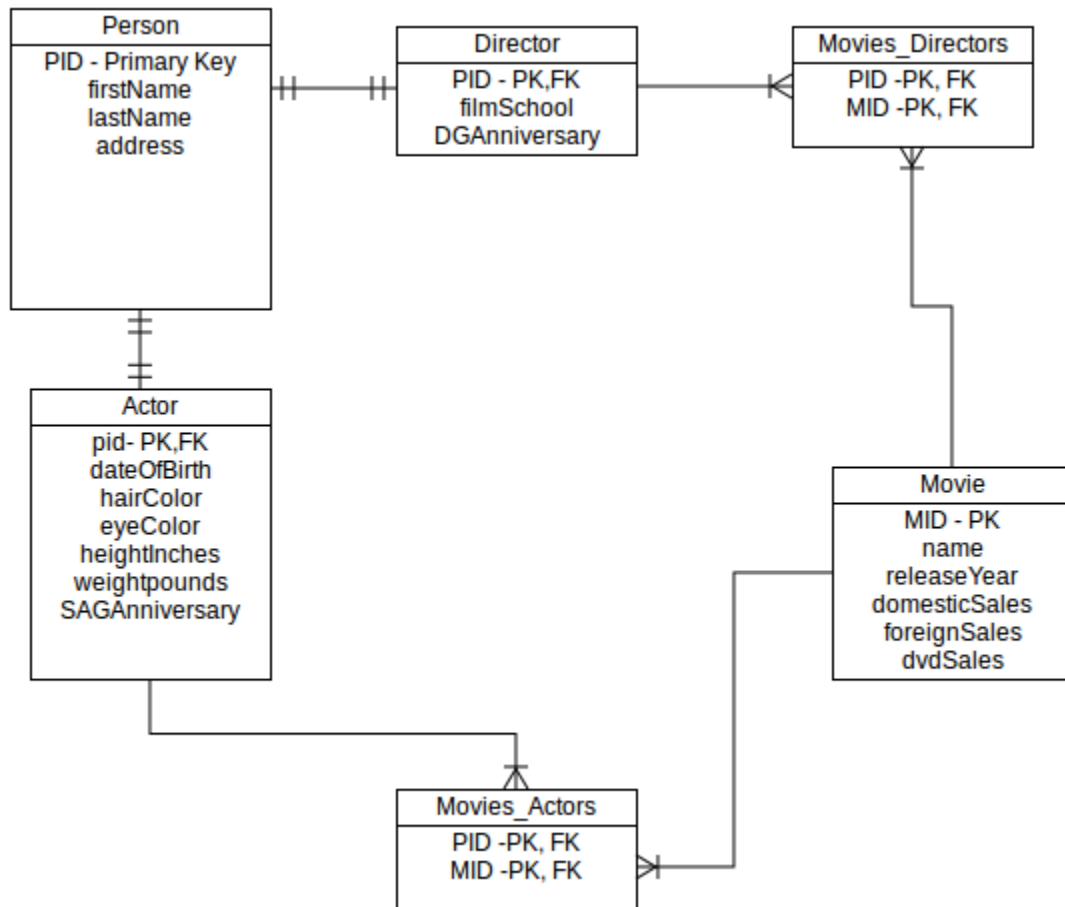 Person
PID - Primary Key
firstName
lastName
address
Director
PID - PK,FK
filmSchool
DGAnniversary
Movies_Directors
PID -PK, FK
MID -PK, FK
Actor
pid- PK,FK
dateOfBirth
hairColor
eyeColor
heightInches
weightpounds
SAGAnniversary
Movie
MID - PK
name
releaseYear
domesticSales
foreignSales
dvdSales
Movies_Actors
PID -PK, FK
MID -PK, FK